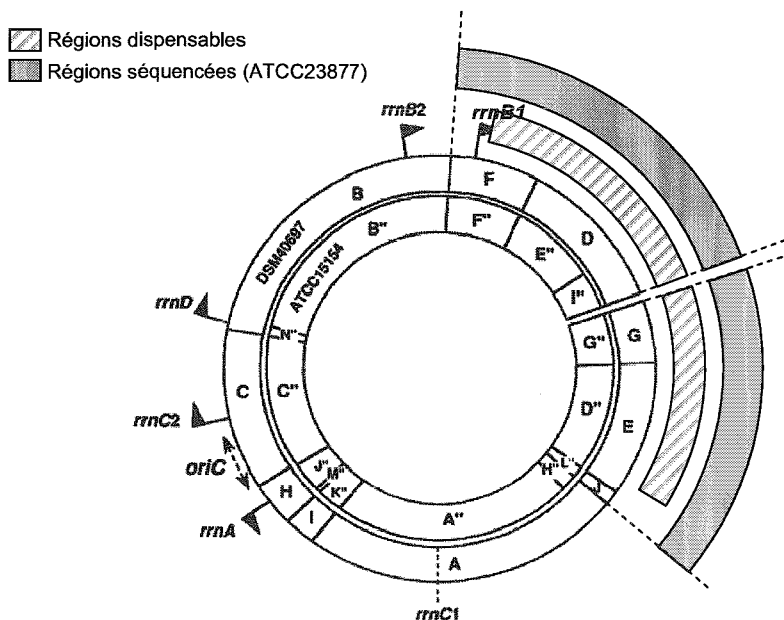 Régions dispensables
Régions séquencées (ATCC23877)
rrnB2
rrnB1
B
F
DSM40697
B"
F"
D
ATCC15154
E"
I"
rrnD
N"
G"
G
C
C"
D"
E
rrnC2
oriC
J"
M"
H"
L"
J
H
K"
I
A"
rrnA
A
rrnC1